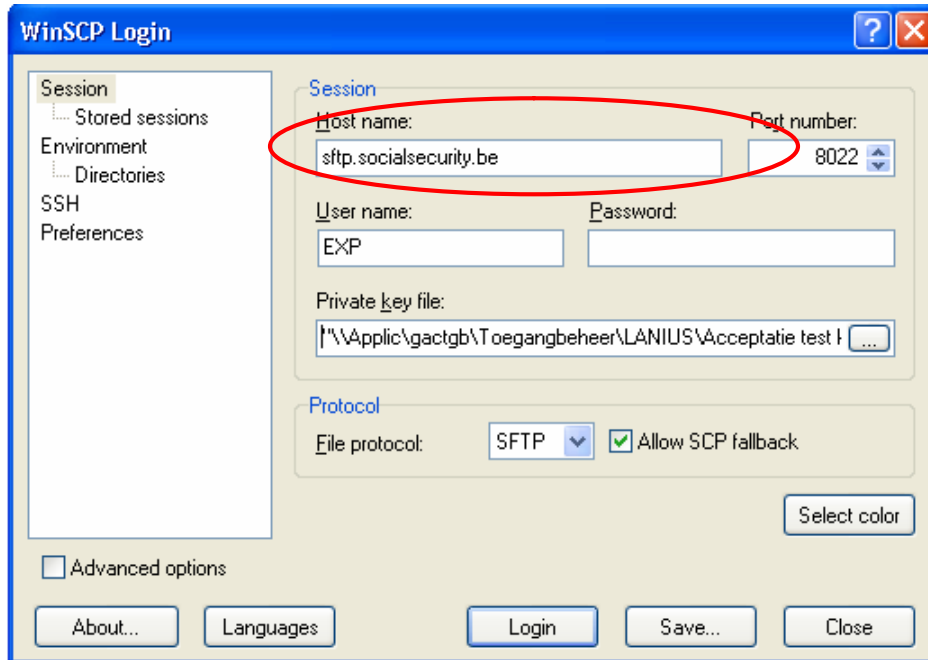 WinSCP Login
Session
Stored sessions
Environment
Directories
SSH
Preferences
Session
Host name:
Port number:
sftp.socialsecurity.be
8022
User name:
Password:
EXP
Private key file:
"\\Applic\gactgb\Toegangbeheer\LANIUS\Acceptatie test
...
Protocol
File protocol:
SFTP
Allow SCP fallback
Select color
Advanced options
About...
Languages
Login
Save...
Close